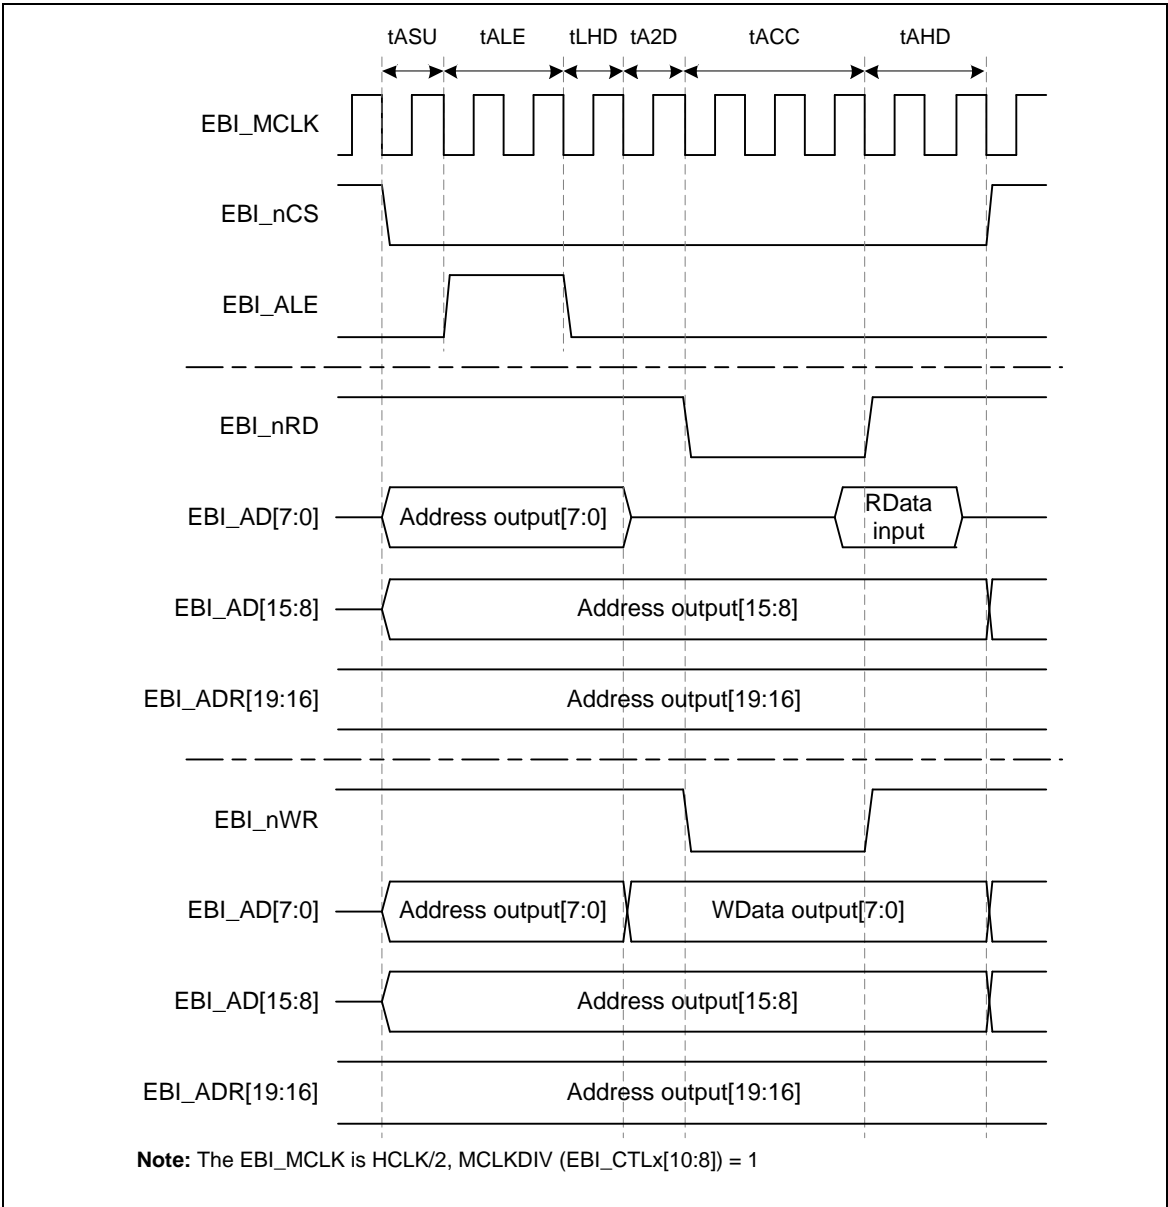 tASU tALE tLHD tA2D tACC tAHD
EBI_MCLK
EBI_nCS
EBI_ALE
EBI_nRD
EBI_AD[7:0] Address output[7:0] RData
input
EBI_AD[15:8] Address output[15:8]
EBI_ADR[19:16] Address output[19:16]
EBI_nWR
EBI_AD[7:0] Address output[7:0] WData output[7:0]
EBI_AD[15:8] Address output[15:8]
EBI_ADR[19:16] Address output[19:16]
Note: The EBI_MCLK is HCLK/2, MCLKDIV (EBI_CTLx[10:8]) = 1